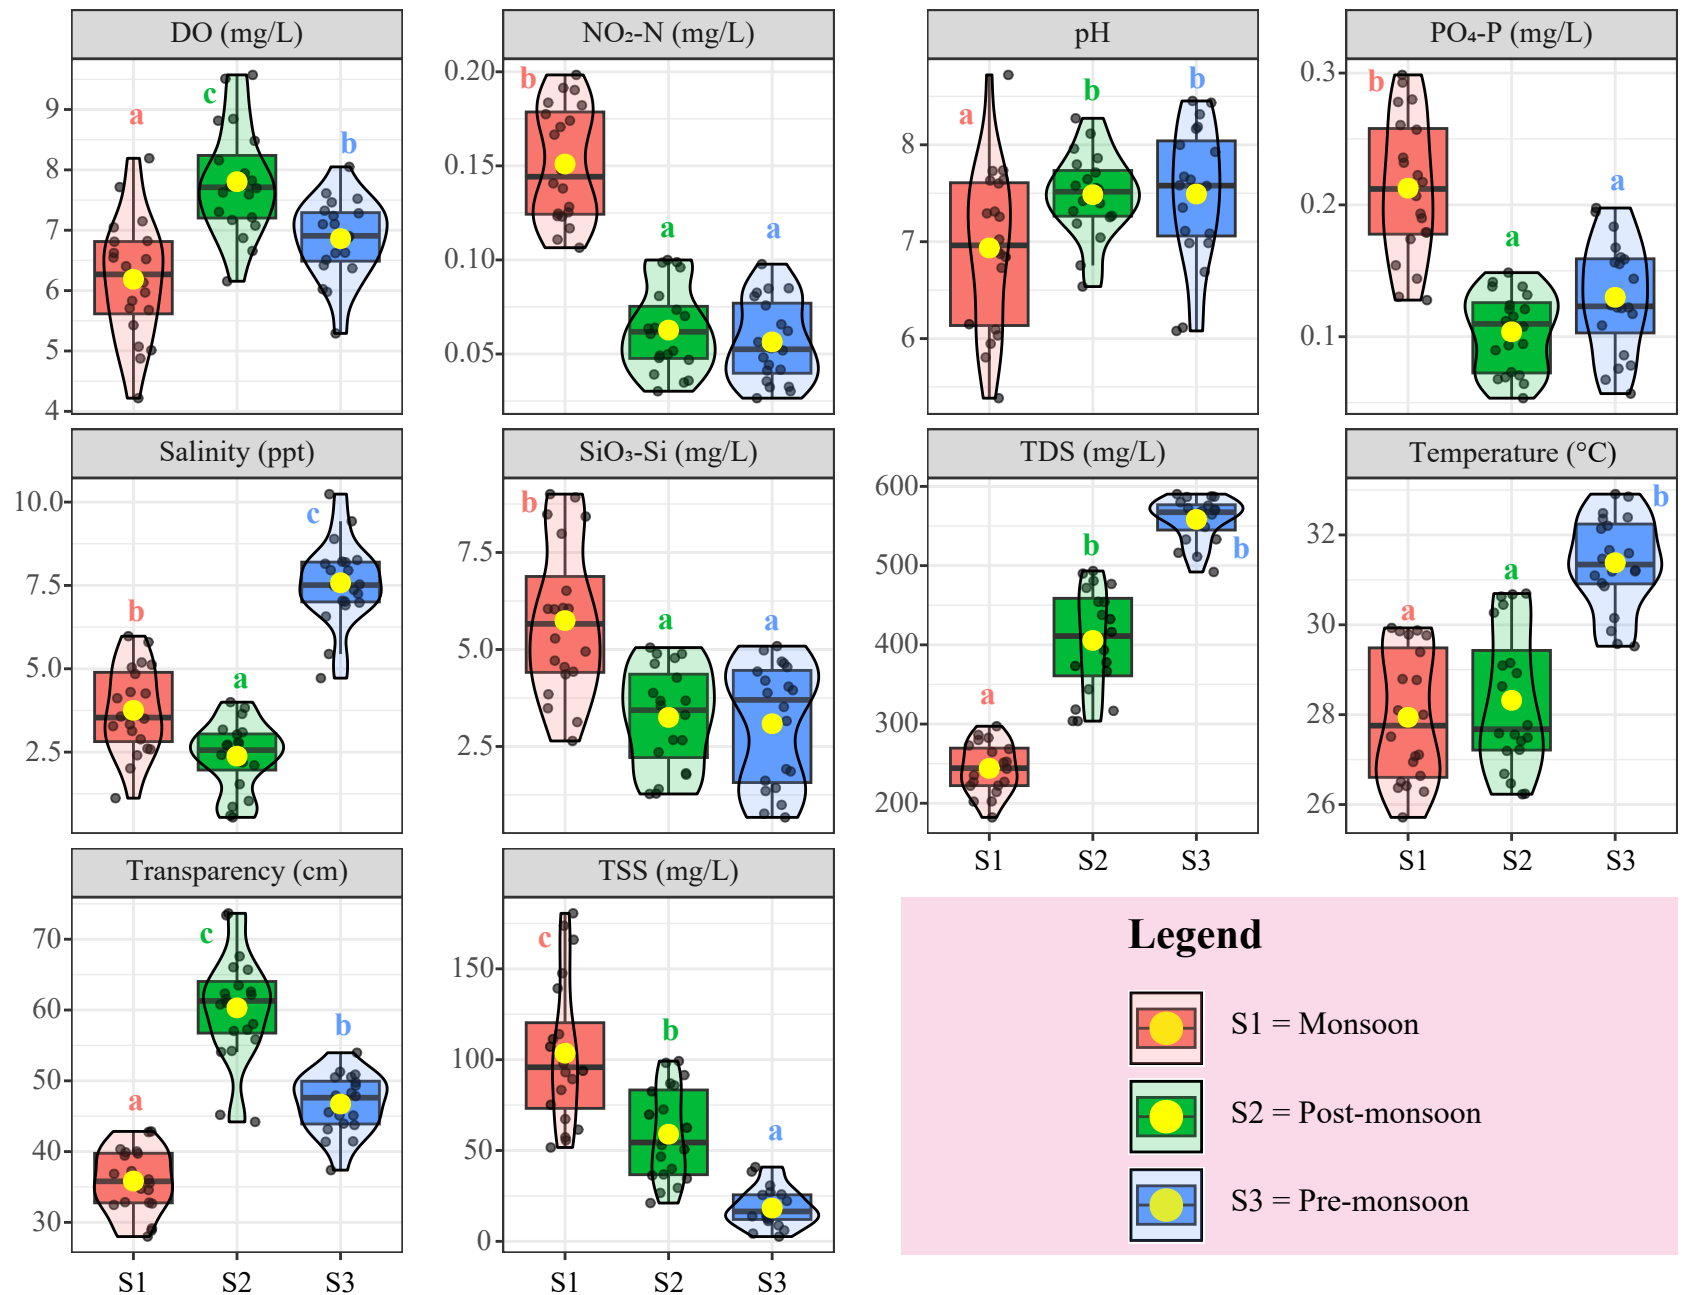 DO (mg/L) NO₂-N (mg/L) pH PO₄-P (mg/L)
9 8 7 6 5 4
a c b
0.20 0.15 0.10 0.05
b a a
8 7 6
a b b
0.3 0.2 0.1
b a a
Salinity (ppt) SiO₃-Si (mg/L) TDS (mg/L) Temperature (°C)
10.0 7.5 5.0 2.5
b a c
7.5 5.0 2.5
b a a
600 500 400 300 200
a b b
32 30 28 26
a a b
S1 S2 S3 S1 S2 S3
Transparency (cm) TSS (mg/L)
70 60 50 40 30
a c b
150 100 50 0
c b a
S1 S2 S3 S1 S2 S3
Legend
S1 = Monsoon
S2 = Post-monsoon
S3 = Pre-monsoon